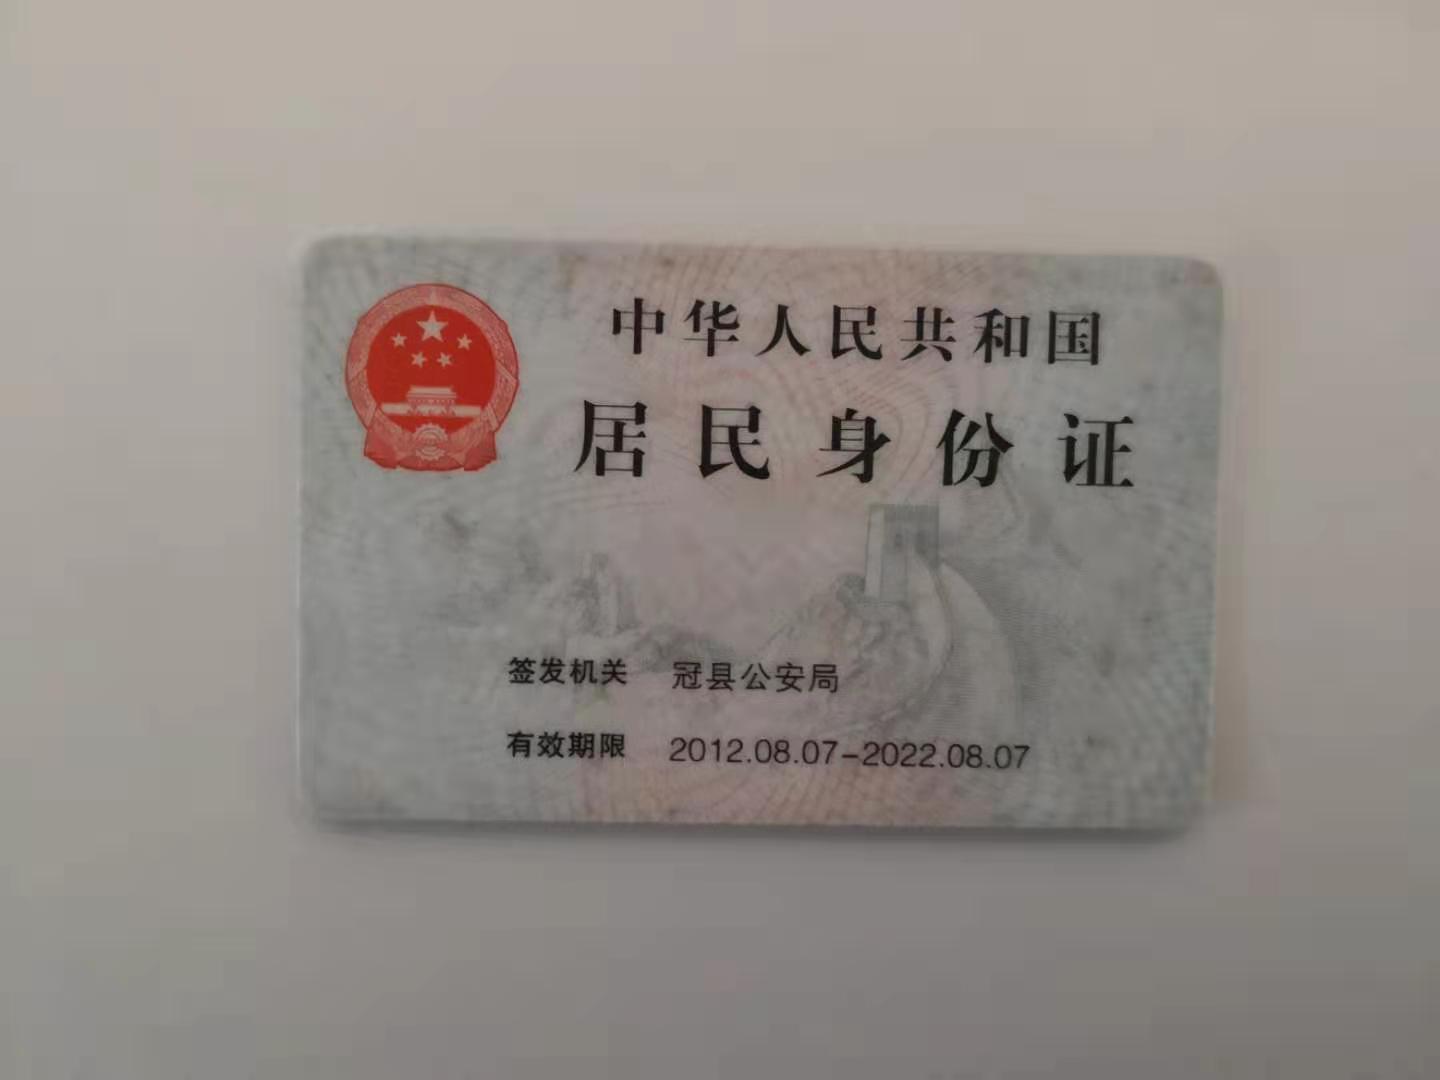 中华人民共和国
居民身份证
签发机关 冠县公安局
有效期限 2012.08.07-2022.08.07